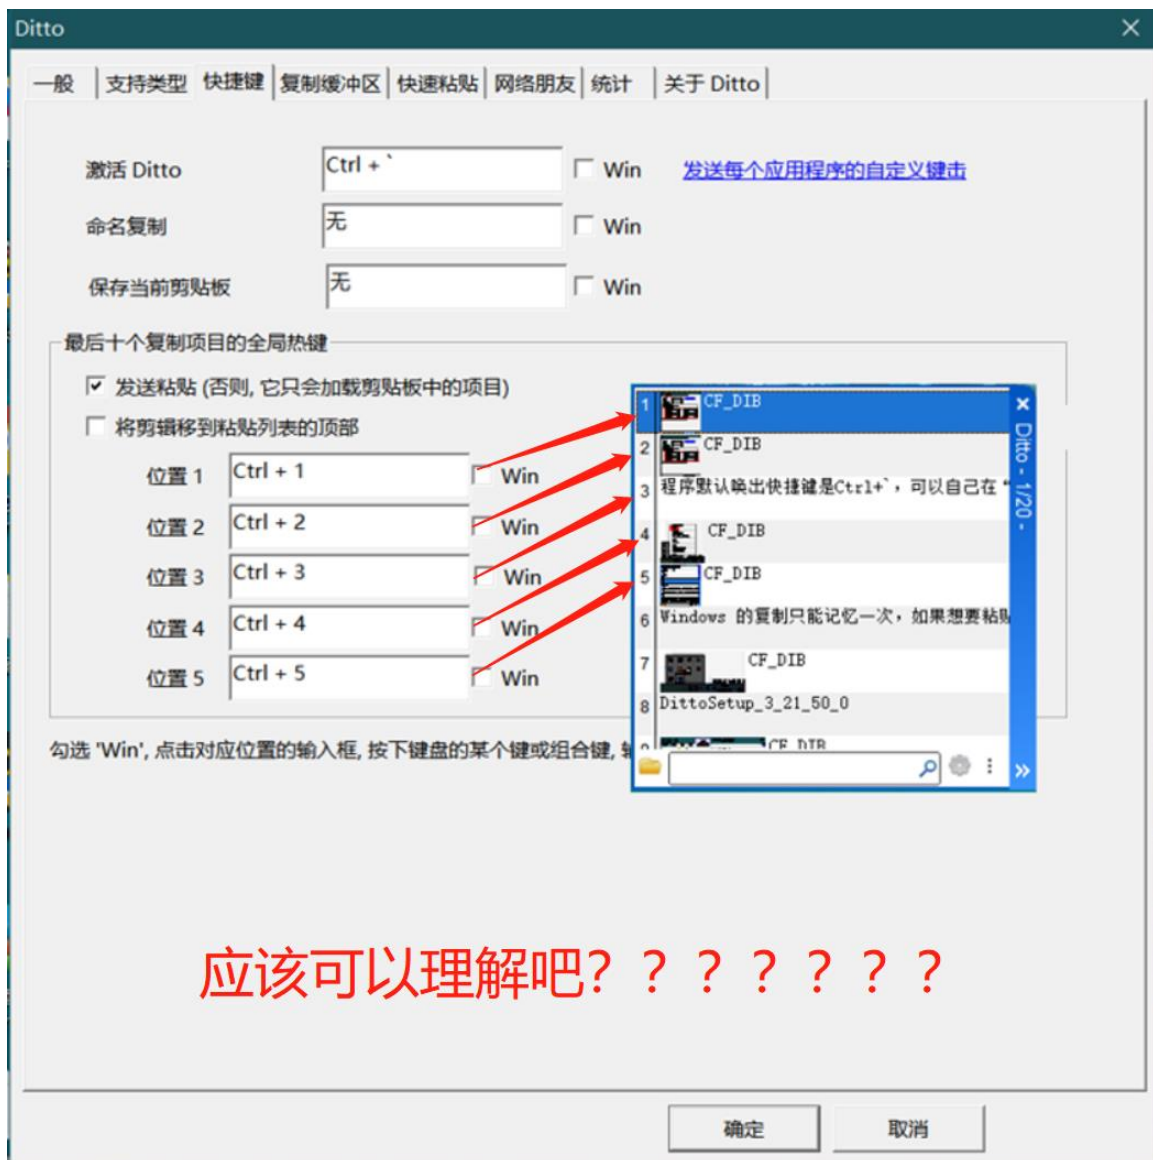 Ditto
一般 支持类型 快捷键 复制缓冲区 快速粘贴 网络朋友 统计 关于 Ditto
激活 Ditto Ctrl + ` Win 发送每个应用程序的自定义键击
命名复制 无 Win
保存当前剪贴板 无 Win
最后十个复制项目的全局热键
发送粘贴 (否则, 它只会加载剪贴板中的项目)
将剪辑移到粘贴列表的顶部
位置 1 Ctrl + 1 Win
位置 2 Ctrl + 2 Win
位置 3 Ctrl + 3 Win
位置 4 Ctrl + 4 Win
位置 5 Ctrl + 5 Win
勾选 'Win', 点击对应位置的输入框, 按下键盘的某个键或组合键,
1 CF_DIB
2 CF_DIB
3 程序默认唤出快捷键是Ctrl+`，可以自己在 "
4 CF_DIB
5 CF_DIB
6 Windows 的复制只能记忆一次，如果想要粘贴
7 CF_DIB
8 DittoSetup_3_21_50_0
CF_DIB
Ditto - 1/20 -
应该可以理解吧？？？？？？？
确定 取消